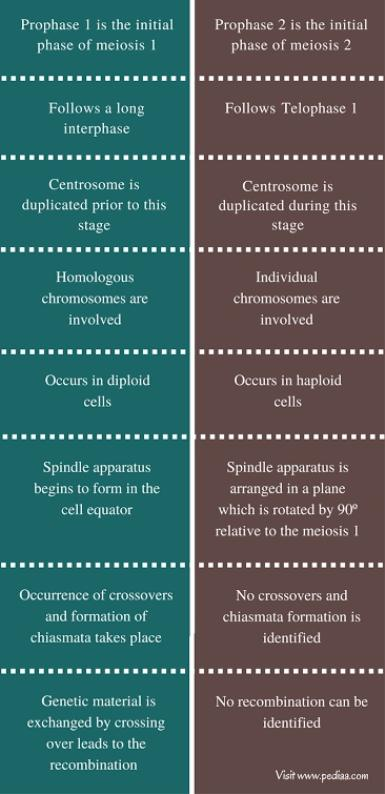 Prophase 1 is the initial
phase of meiosis 1
Prophase 2 is the initial
phase of meiosis 2
Follows a long
interphase
Follows Telophase 1
Centrosome is
duplicated prior to this
stage
Centrosome is
duplicated during this
stage
Homologous
chromosomes are
involved
Individual
chromosomes are
involved
Occurs in diploid
cells
Occurs in haploid
cells
Spindle apparatus
begins to form in the
cell equator
Spindle apparatus is
arranged in a plane
which is rotated by 90º
relative to the meiosis 1
Occurrence of crossovers
and formation of
chiasmata takes place
No crossovers and
chiasmata formation is
identified
Genetic material is
exchanged by crossing
over leads to the
recombination
No recombination can be
identified
Visit www.pediaa.com